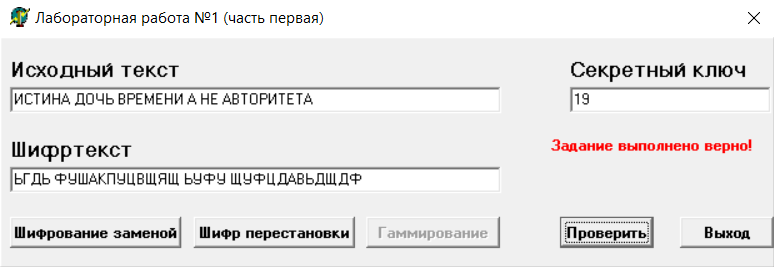 Лабораторная работа №1 (часть первая)
Исходный текст
Секретный ключ
ИСТИНА ДОЧЬ ВРЕМЕНИ А НЕ АВТОРИТЕТА
19
Задание выполнено верно!
Шифртекст
ЬГДЬ ФУШАКПУЦВЩЯЩ ЬУФУ ЩУФЦДАВЬДЩДФ
Шифрование заменой
Шифр перестановки
Гаммирование
Проверить
Выход